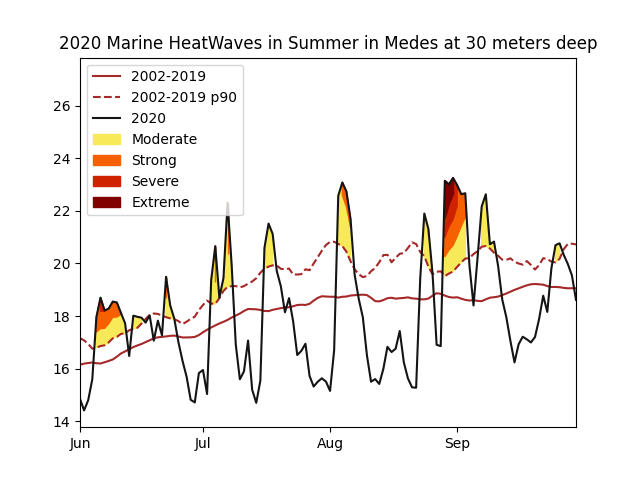 2020 Marine HeatWaves in Summer in Medes at 30 meters deep
2002-2019
2002-2019 p90
2020
Moderate
Strong
Severe
Extreme
26
24
22
20
18
16
14
Jun
Jul
Aug
Sep